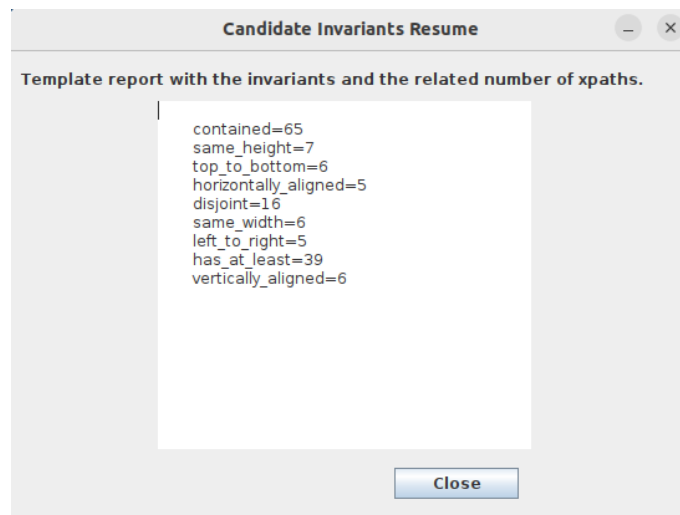 Candidate Invariants Resume
Template report with the invariants and the related number of xpaths.
contained=65
same_height=7
top_to_bottom=6
horizontally_aligned=5
disjoint=16
same_width=6
left_to_right=5
has_at_least=39
vertically_aligned=6
Close